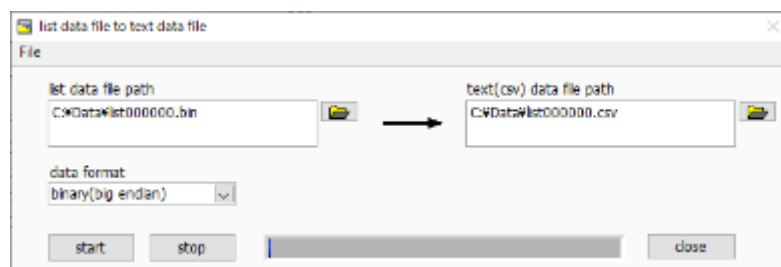 list data file to text data file
File
list data file path
text(csv) data file path
C:¥Data¥list000000.bin
C:¥Data¥list000000.csv
data format
binary(big endian)
start
stop
close